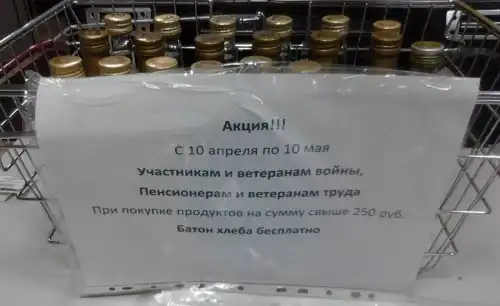 Акция!!!
С 10 апреля по 10 мая
Участникам и ветеранам войны,
Пенсионерам и ветеранам труда
При покупке продуктов на сумму свыше 250 руб.
Батон хлеба бесплатно